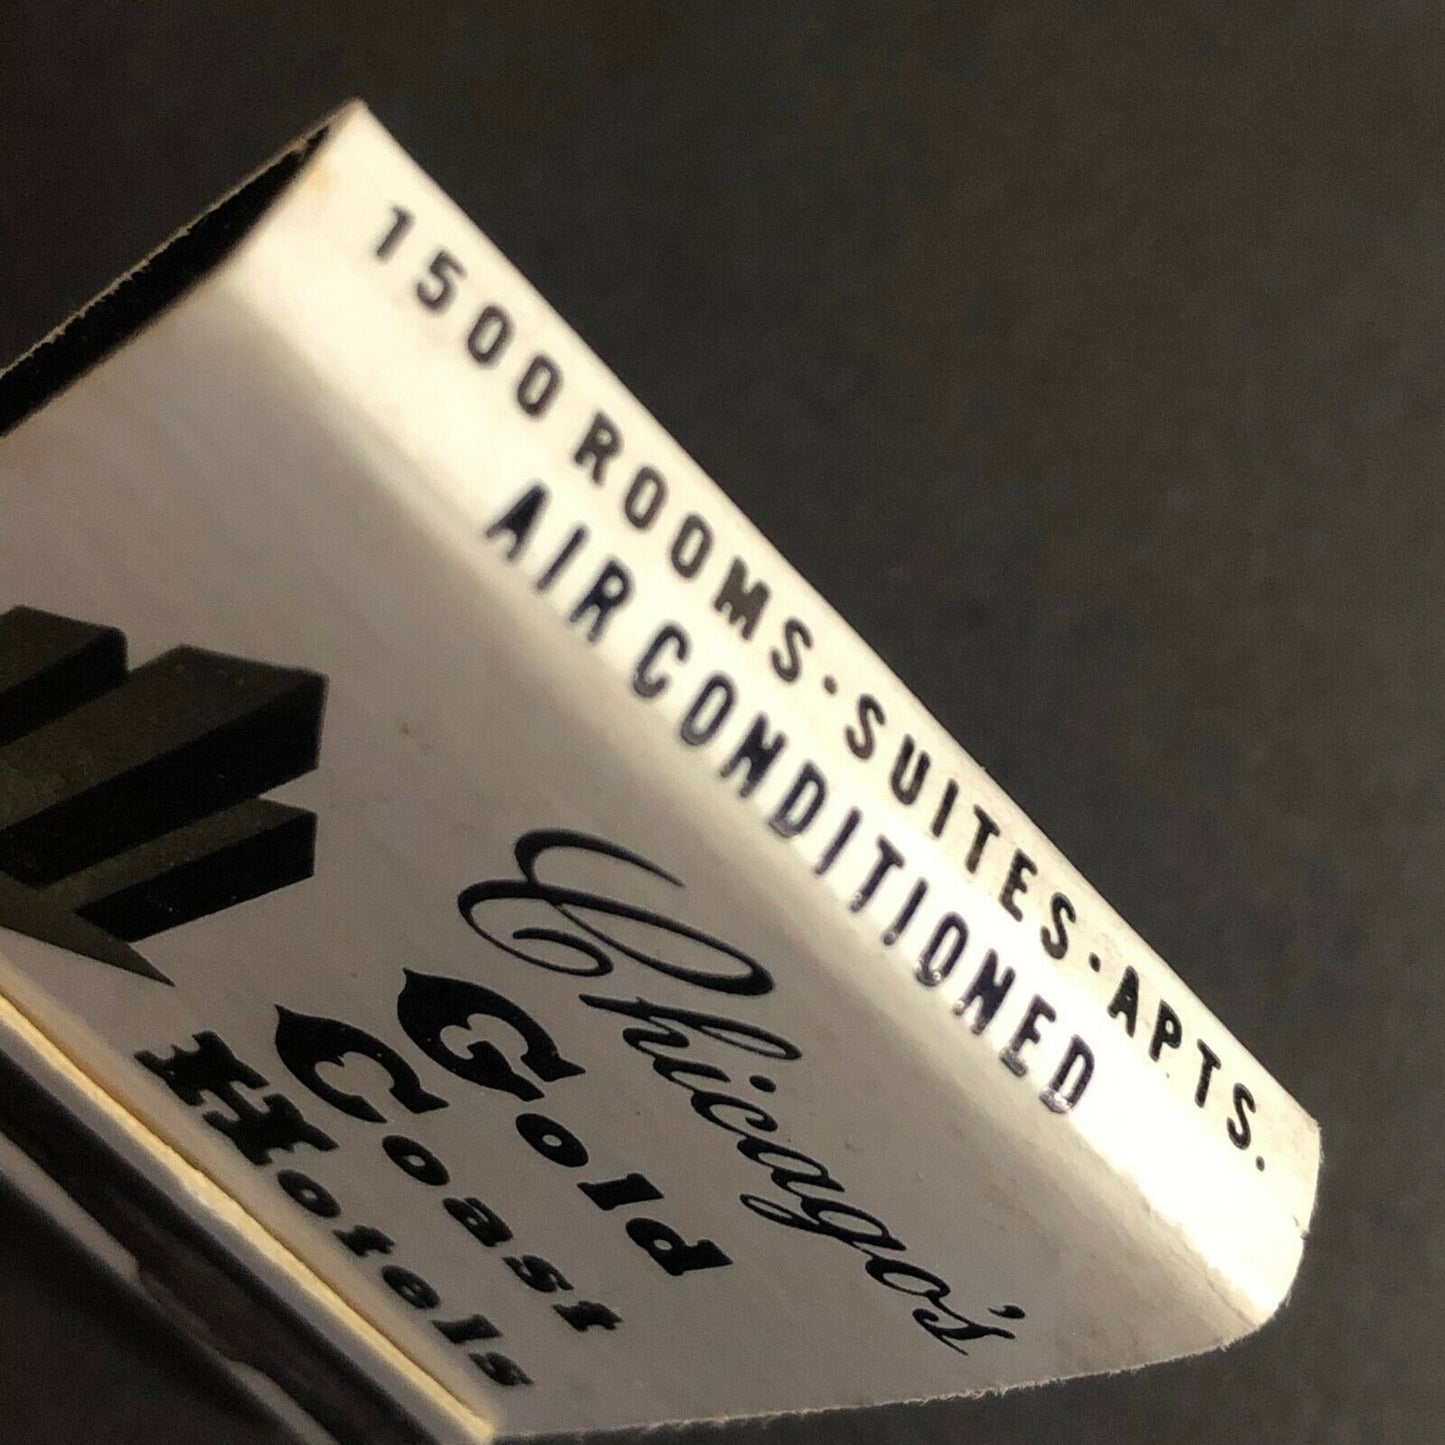 1500 ROOMS·SUITES·APTS.
AIR CONDITIONED
Chicago's
Gold
Coast
Hotels